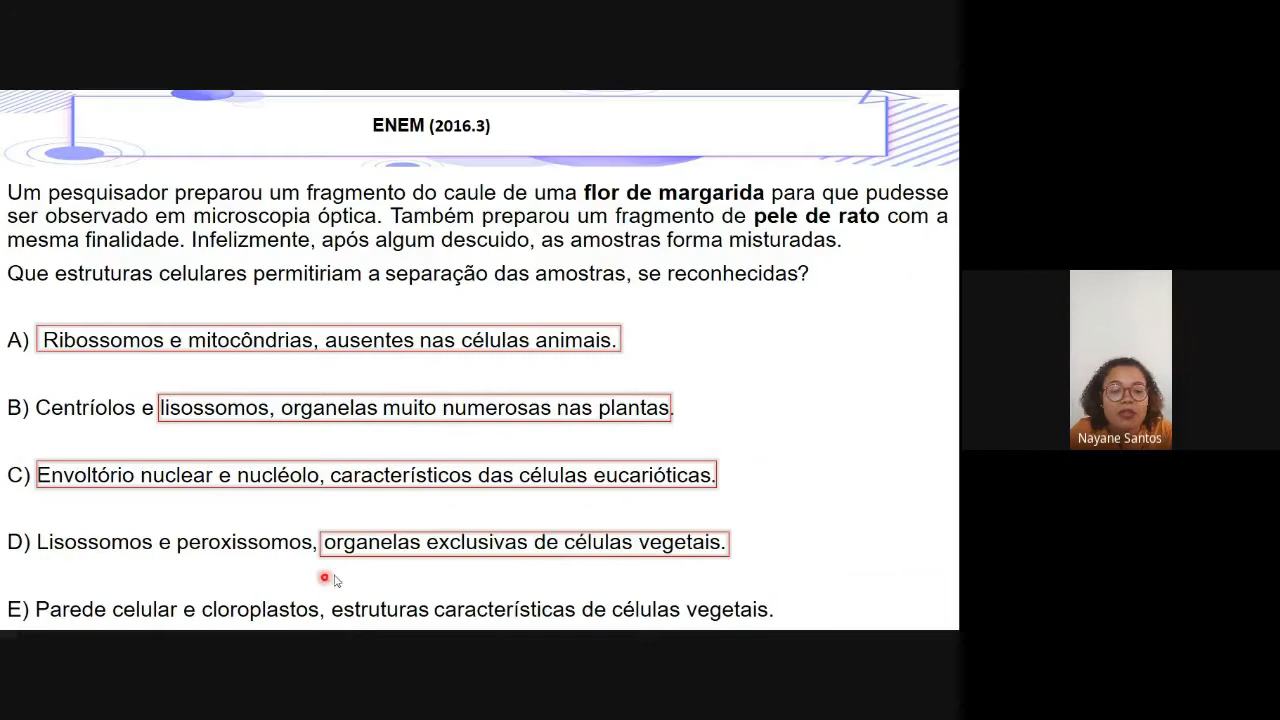 ENEM (2016.3)
Um pesquisador preparou um fragmento do caule de uma flor de margarida para que pudesse
ser observado em microscopia óptica. Também preparou um fragmento de pele de rato com a
mesma finalidade. Infelizmente, após algum descuido, as amostras forma misturadas.
Que estruturas celulares permitiriam a separação das amostras, se reconhecidas?
A) Ribossomos e mitocôndrias, ausentes nas células animais.
B) Centríolos e lisossomos, organelas muito numerosas nas plantas.
C) Envoltório nuclear e nucléolo, característicos das células eucarióticas.
D) Lisossomos e peroxissomos, organelas exclusivas de células vegetais.
E) Parede celular e cloroplastos, estruturas características de células vegetais.
Nayane Santos